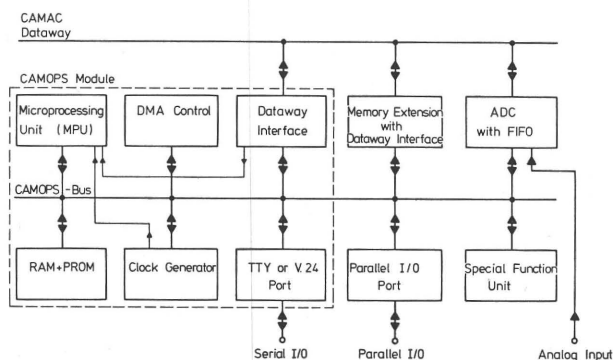 CAMAC
Dataway
CAMOPS Module
Microprocessing
Unit (MPU)
DMA Control
Dataway
Interface
Memory Extension
with
Dataway Interface
ADC
with FIFO
CAMOPS-Bus
RAM+PROM
Clock Generator
TTY or V.24
Port
Parallel I/O
Port
Special Function
Unit
Serial I/O
Parallel I/O
Analog Input